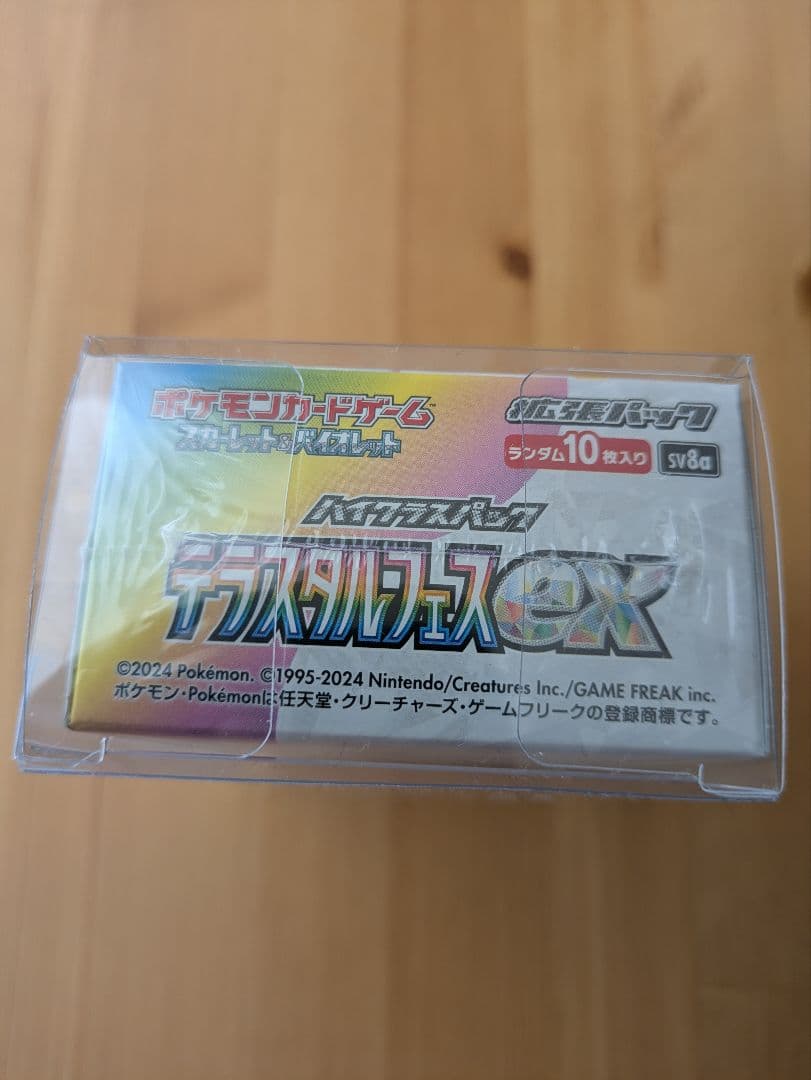 ポケモンカードゲーム™
スカーレット&バイオレット
拡張パック
ランダム10枚入り
SV8a
ハイクラスパック
テラスタルフェスex
©2024 Pokémon. ©1995-2024 Nintendo/Creatures Inc./GAME FREAK inc.
ポケモン・Pokémonは任天堂・クリーチャーズ・ゲームフリークの登録商標です。